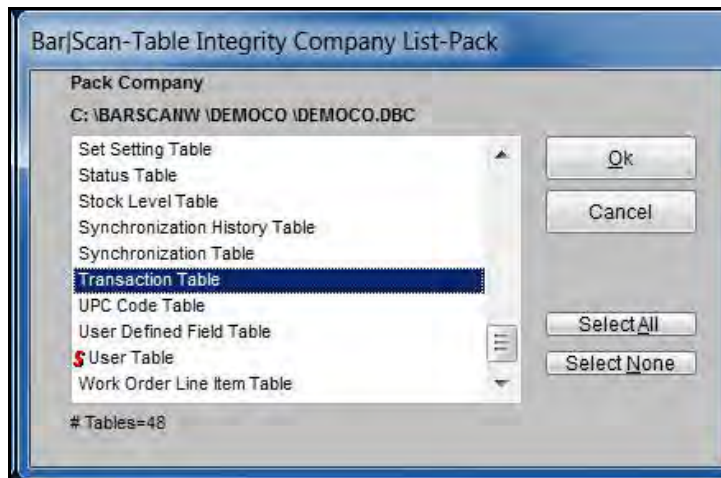 Bar|Scan-Table Integrity Company List-Pack
Pack Company
C: \BARSCANW \DEMOCO \DEMOCO.DBC
Set Setting Table
Status Table
Stock Level Table
Synchronization History Table
Synchronization Table
Transaction Table
UPC Code Table
User Defined Field Table
S User Table
Work Order Line Item Table
# Tables=48
Ok
Cancel
Select All
Select None